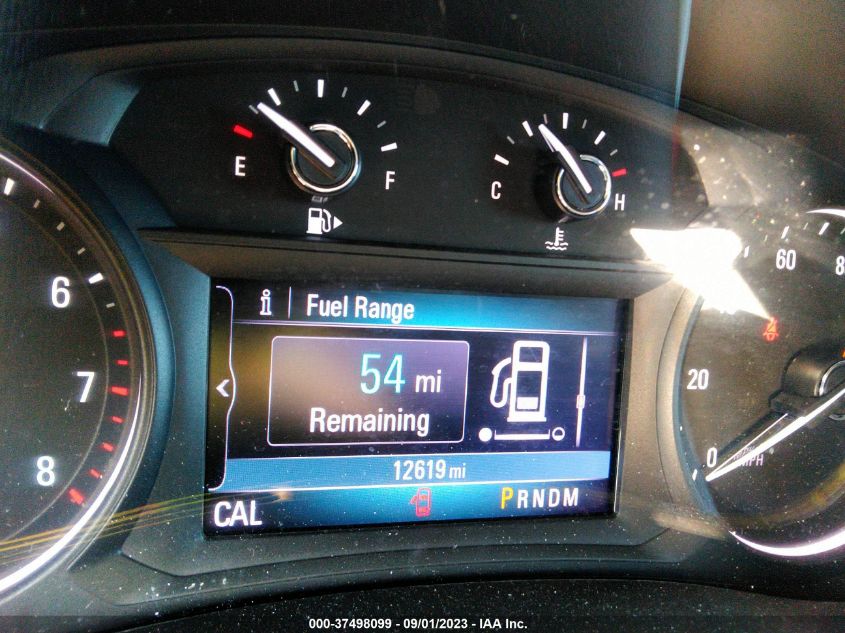 E F
C H
6
7
8
i Fuel Range
54 mi
Remaining
12619 mi
CAL
PRNDM
60
20
0
MPH
000-37498099 - 09/01/2023 - IAA Inc.